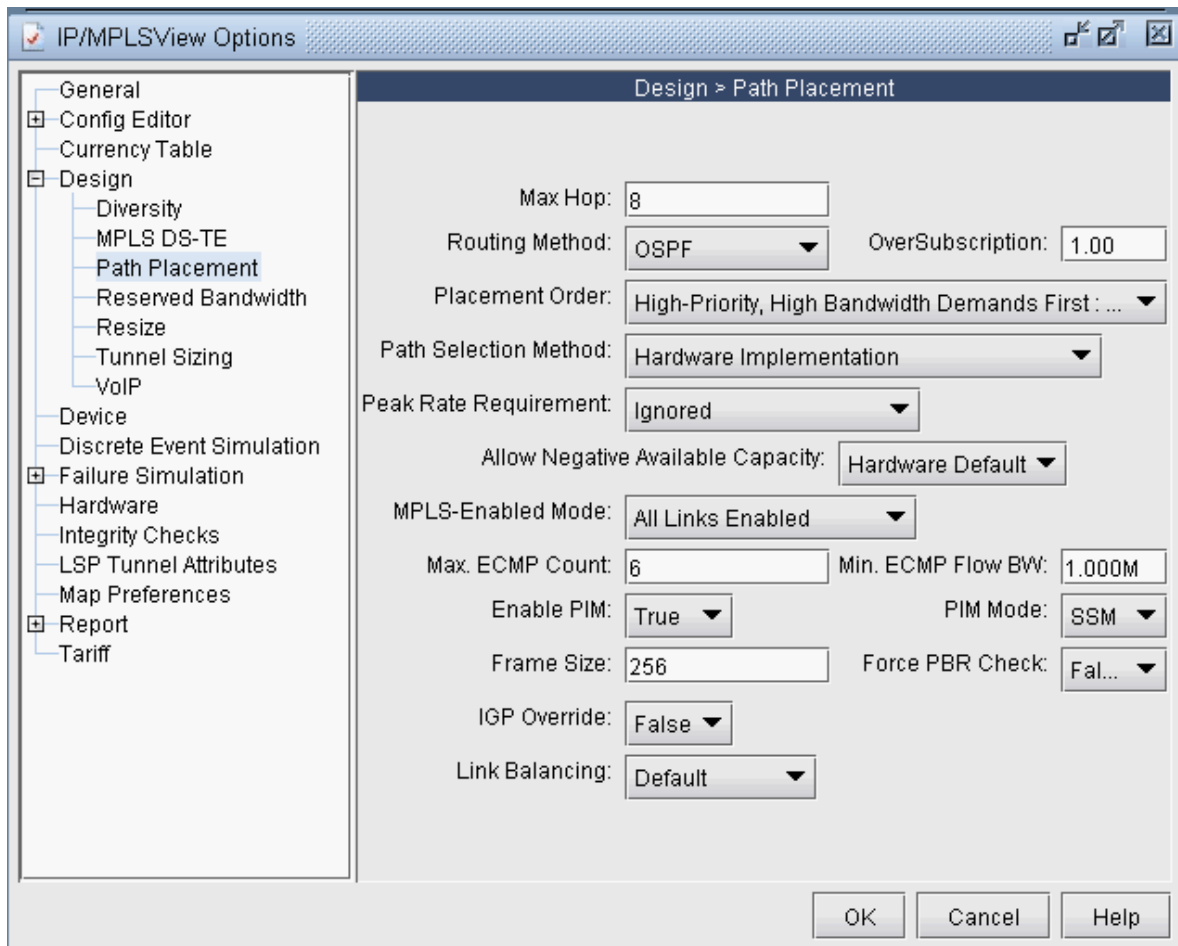 IP/MPLSView Options
General
Config Editor
Currency Table
Design
Diversity
MPLS DS-TE
Path Placement
Reserved Bandwidth
Resize
Tunnel Sizing
VoIP
Device
Discrete Event Simulation
Failure Simulation
Hardware
Integrity Checks
LSP Tunnel Attributes
Map Preferences
Report
Tariff
Design > Path Placement
Max Hop: 8
Routing Method: OSPF OverSubscription: 1.00
Placement Order: High-Priority, High Bandwidth Demands First : ...
Path Selection Method: Hardware Implementation
Peak Rate Requirement: Ignored
Allow Negative Available Capacity: Hardware Default
MPLS-Enabled Mode: All Links Enabled
Max. ECMP Count: 6 Min. ECMP Flow BW: 1.000M
Enable PIM: True PIM Mode: SSM
Frame Size: 256 Force PBR Check: Fal...
IGP Override: False
Link Balancing: Default
OK Cancel Help